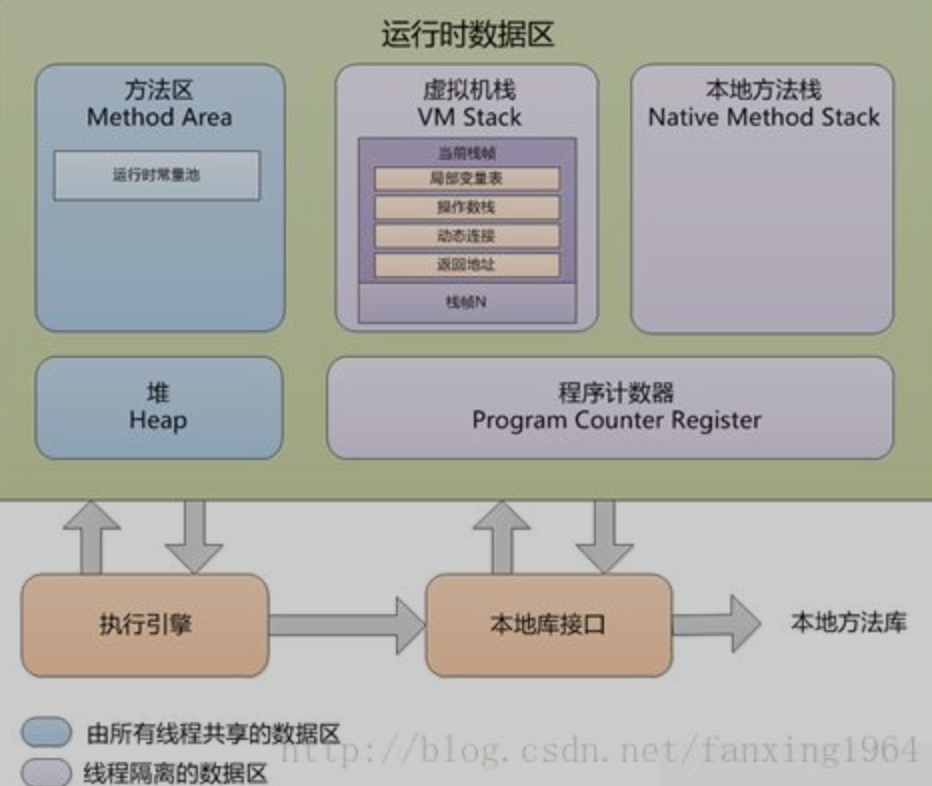 运行时数据区
方法区
Method Area
运行时常量池
虚拟机栈
VM Stack
当前栈帧
局部变量表
操作数栈
动态连接
返回地址
栈帧N
本地方法栈
Native Method Stack
堆
Heap
程序计数器
Program Counter Register
执行引擎
本地库接口
本地方法库
由所有线程共享的数据区
线程隔离的数据区
http://blog.csdn.net/fanxing1964